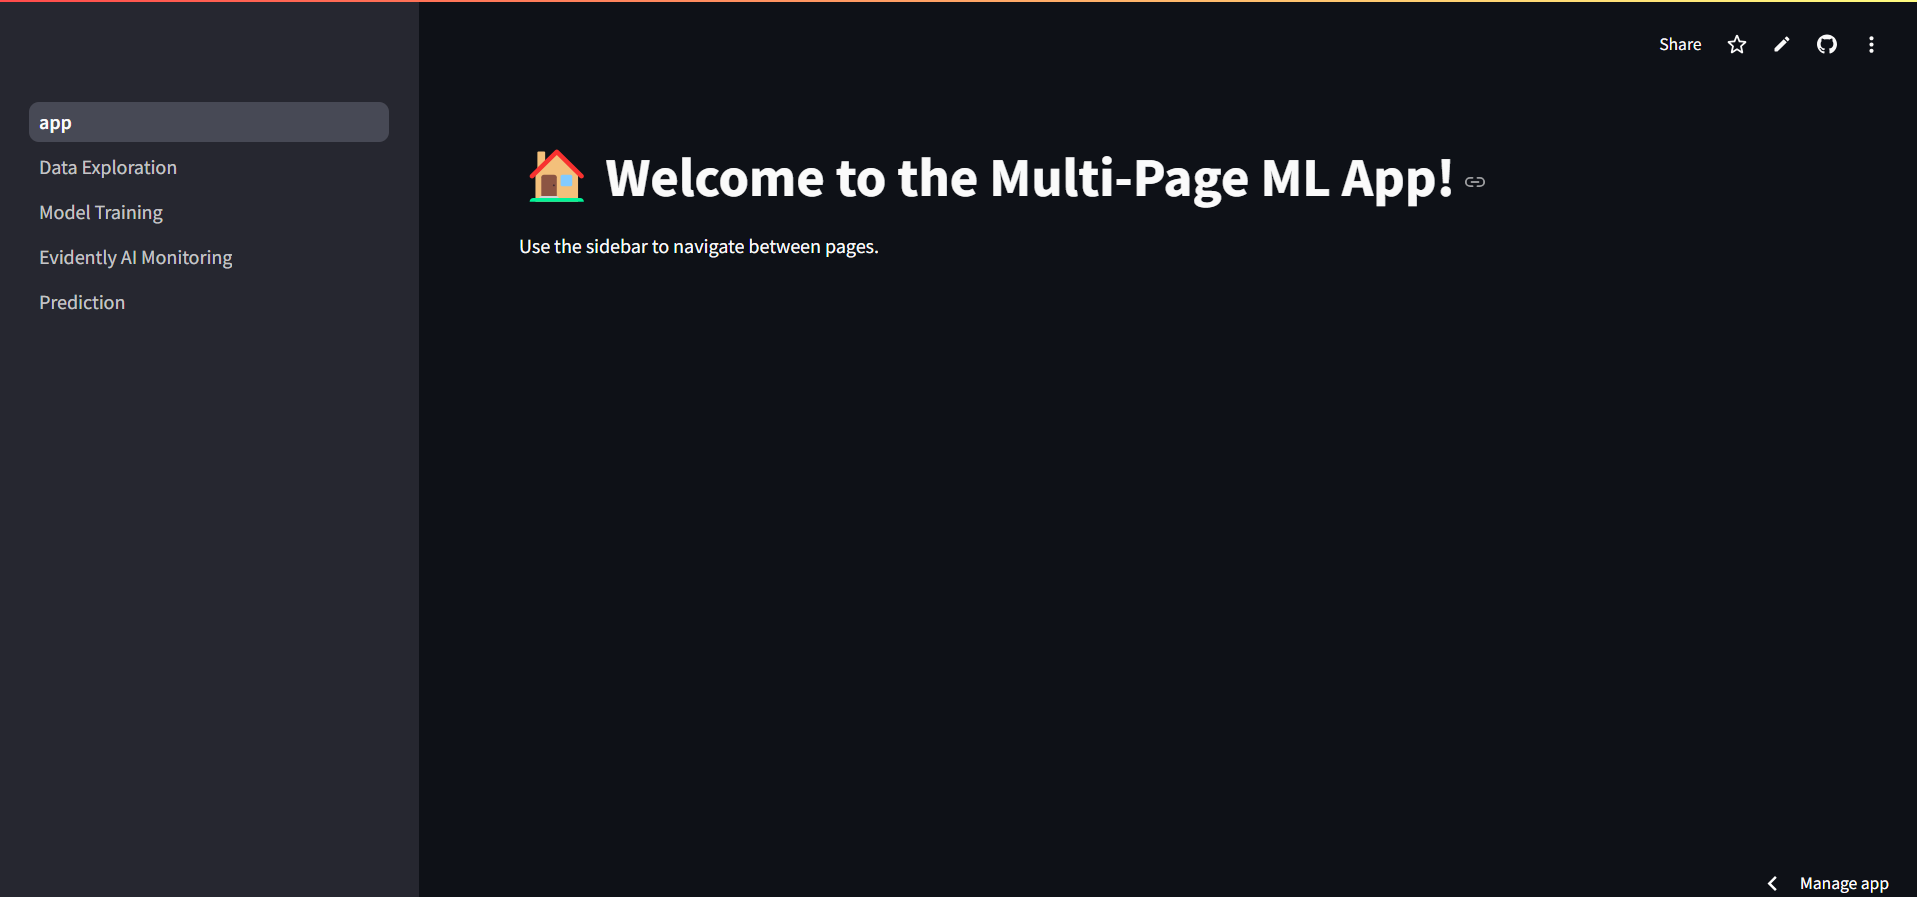 app
Data Exploration
Model Training
Evidently AI Monitoring
Prediction
Share
Welcome to the Multi-Page ML App!
Use the sidebar to navigate between pages.
Manage app